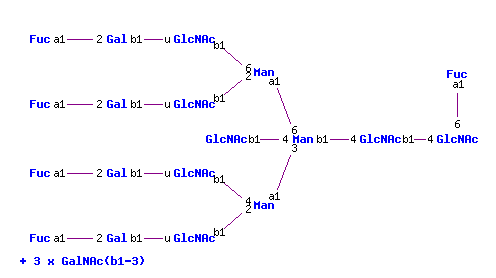 Fuc a1 2 Gal b1 u GlcNAc b1
6 2 Man a1
Fuc a1
Fuc a1 2 Gal b1 u GlcNAc b1
6
GlcNAc b1 4 6 Man 3 b1 4 GlcNAc b1 4 GlcNAc
Fuc a1 2 Gal b1 u GlcNAc b1
4 2 Man a1
Fuc a1 2 Gal b1 u GlcNAc b1
+ 3 x GalNAc(b1-3)